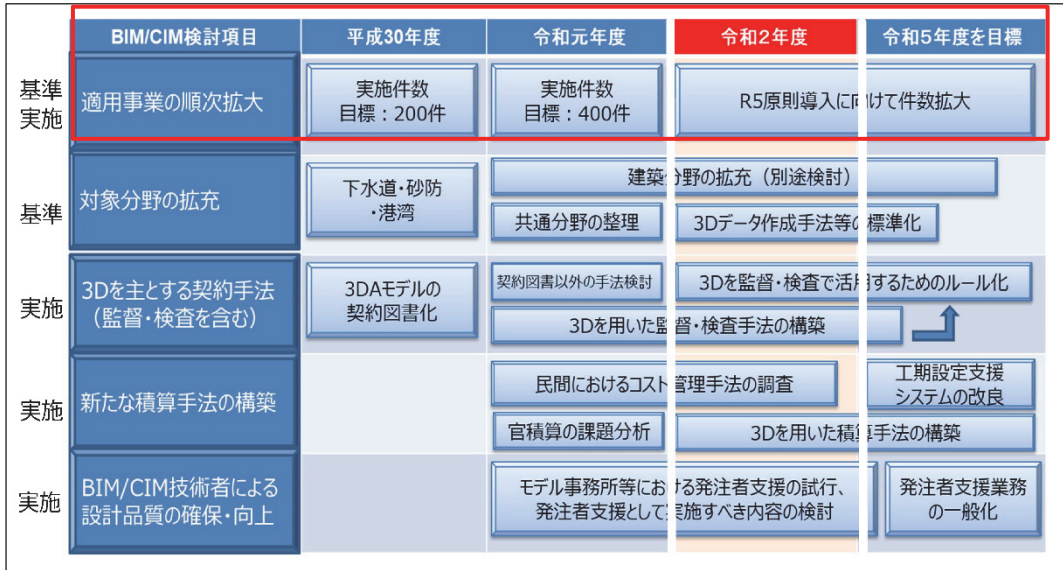 BIM/CIM検討項目
平成30年度
令和元年度
令和2年度
令和5年度を目標
基準
実施
適用事業の順次拡大
実施件数
目標：200件
実施件数
目標：400件
R5原則導入に向けて件数拡大
基準
対象分野の拡充
下水道・砂防
・港湾
建築分野の拡充（別途検討）
共通分野の整理
3Dデータ作成手法等の標準化
実施
3Dを主とする契約手法
（監督・検査を含む）
3DAモデルの
契約図書化
契約図書以外の手法検討
3Dを監督・検査で活用するためのルール化
3Dを用いた監督・検査手法の構築
実施
新たな積算手法の構築
民間におけるコスト管理手法の調査
工期設定支援
システムの改良
官積算の課題分析
3Dを用いた積算手法の構築
実施
BIM/CIM技術者による
設計品質の確保・向上
モデル事務所等における発注者支援の試行、
発注者支援として実施すべき内容の検討
発注者支援業務
の一般化